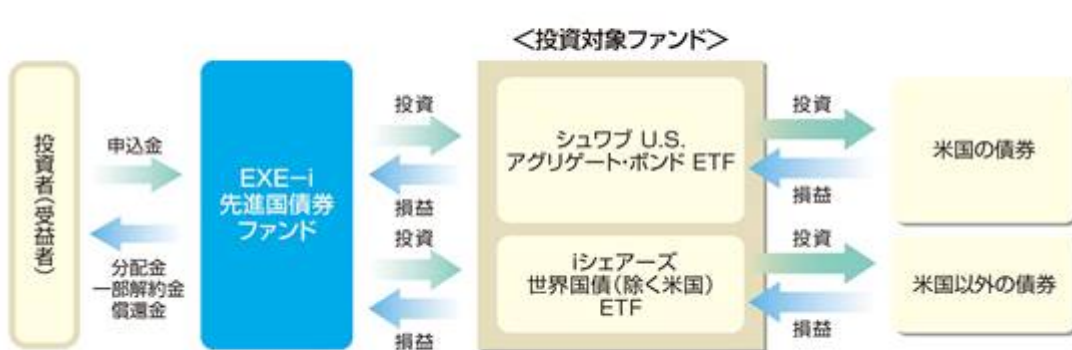 ＜投資対象ファンド＞
投資者（受益者）
申込金
分配金
一部解約金
償還金
EXE-i
先進国債券
ファンド
投資
損益
投資
損益
シュワブ U.S.
アグリゲート・ボンド ETF
iシェアーズ
世界国債（除く米国）
ETF
投資
損益
投資
損益
米国の債券
米国以外の債券